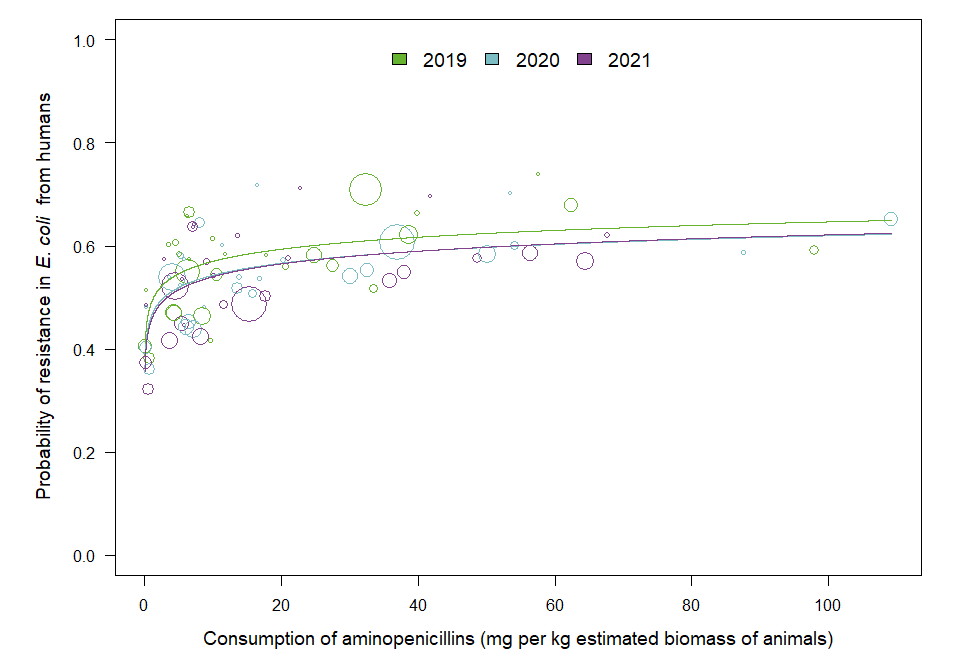 2019 2020 2021
1.0
0.8
0.6
0.4
0.2
0.0
Probability of resistance in E. coli from humans
0 20 40 60 80 100
Consumption of aminopenicillins (mg per kg estimated biomass of animals)